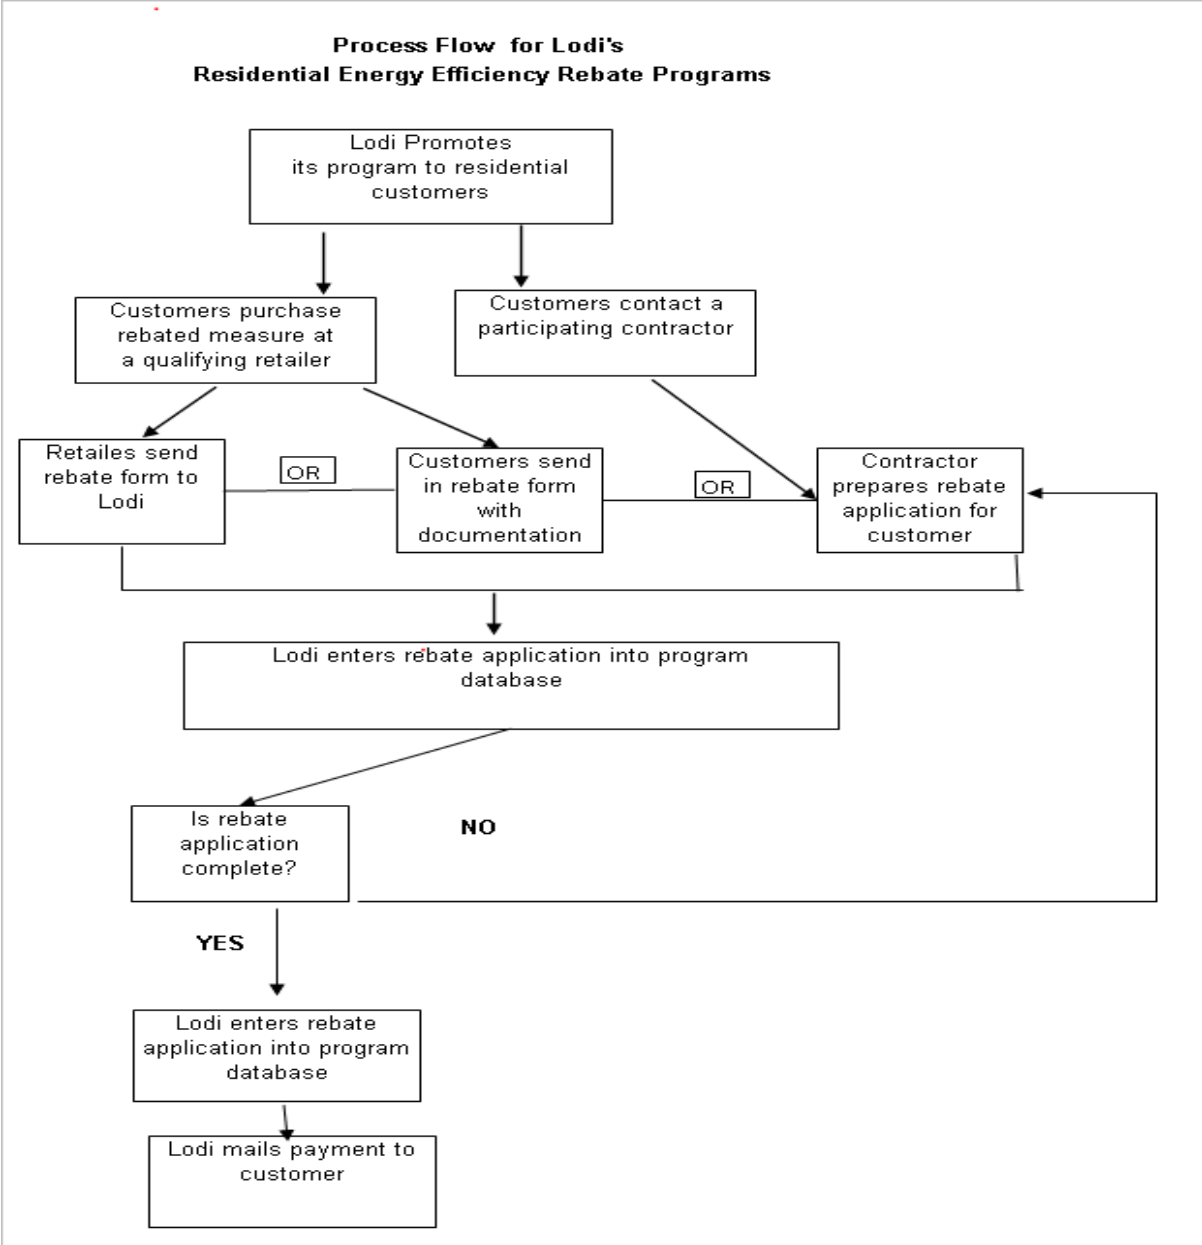 Process Flow for Lodi's
Residential Energy Efficiency Rebate Programs
Lodi Promotes
its program to residential
customers
Customers purchase
rebated measure at
a qualifying retailer
Customers contact a
participating contractor
Retailes send
rebate form to
Lodi
OR
Customers send
in rebate form
with
documentation
OR
Contractor
prepares rebate
application for
customer
Lodi enters rebate application into program
database
Is rebate
application
complete?
NO
YES
Lodi enters rebate
application into program
database
Lodi mails payment to
customer